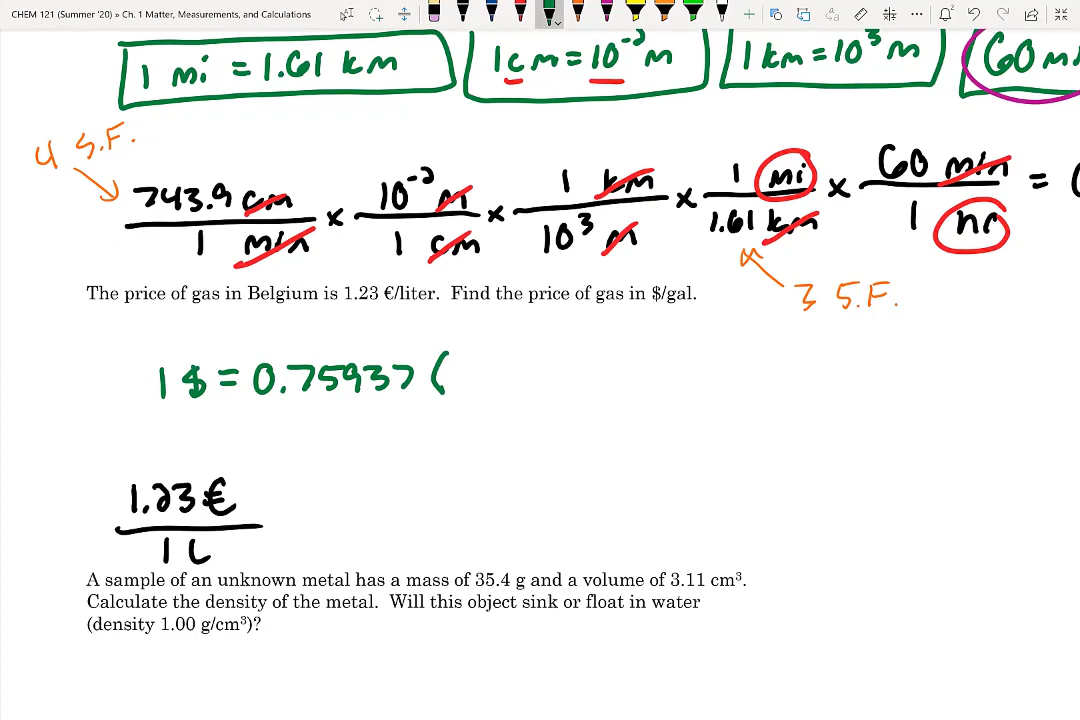 CHEM 121 (Summer '20) » Ch. 1 Matter, Measurements, and Calculations
1 mi = 1.61 km
1 cm = 10⁻² m
1 km = 10³ m
4 S.F.
743.9 cm / 1 min × 10⁻² m / 1 cm × 1 km / 10³ m × 1 mi / 1.61 km × 60 min / 1 hr =
The price of gas in Belgium is 1.23 €/liter. Find the price of gas in $/gal.
3 S.F.
1 $ = 0.75937 (
1.23 €
1 L
A sample of an unknown metal has a mass of 35.4 g and a volume of 3.11 cm³.
Calculate the density of the metal. Will this object sink or float in water
(density 1.00 g/cm³)?